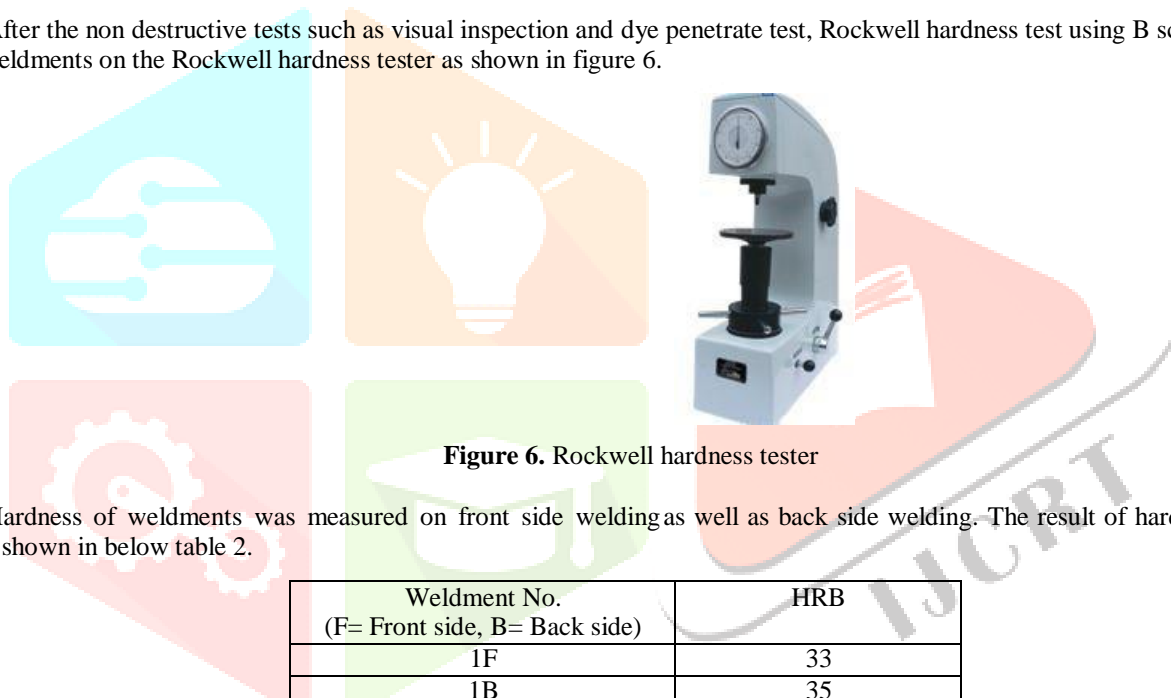 After the non destructive tests such as visual inspection and dye penetrate test, Rockwell hardness test using B
on the Rockwell hardness tester as shown in figure 6.
Figure 6. Rockwell hardness tester
Hardness of weldments was measured on front side welding as well as back side welding. The result of
shown in below table 2.
Weldment No.
(F= Front side, B= Back side)
HRB
1F 33
1B 35
IJCRT